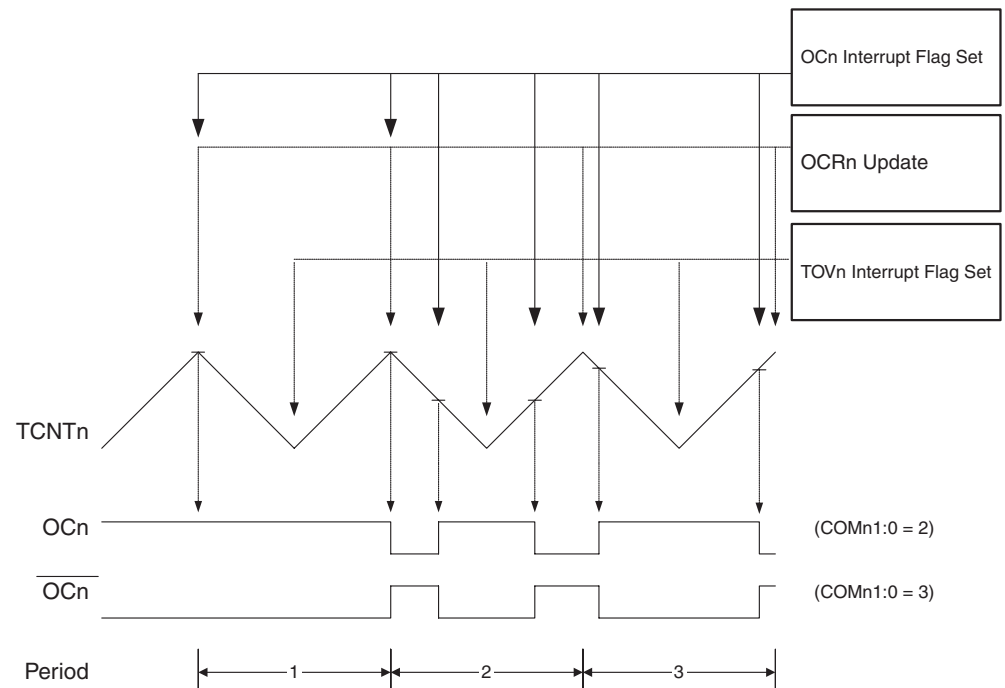 OCn Interrupt Flag Set
OCRn Update
TOVn Interrupt Flag Set
TCNTn
OCn
(COMn1:0 = 2)
OCn
(COMn1:0 = 3)
Period
1
2
3